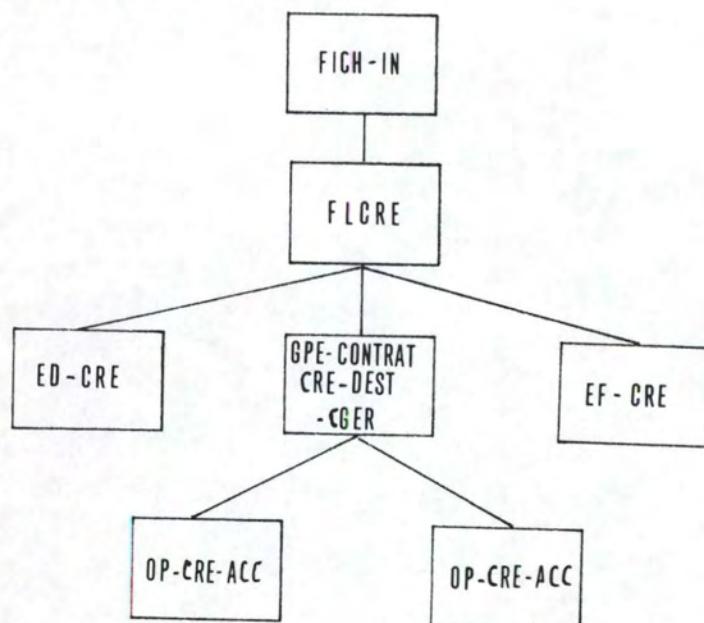 FICH-IN
FLCRE
ED-CRE
GPE-CONTRAT
CRE-DEST
-CGER
EF-CRE
OP-CRE-ACC
OP-CRE-ACC